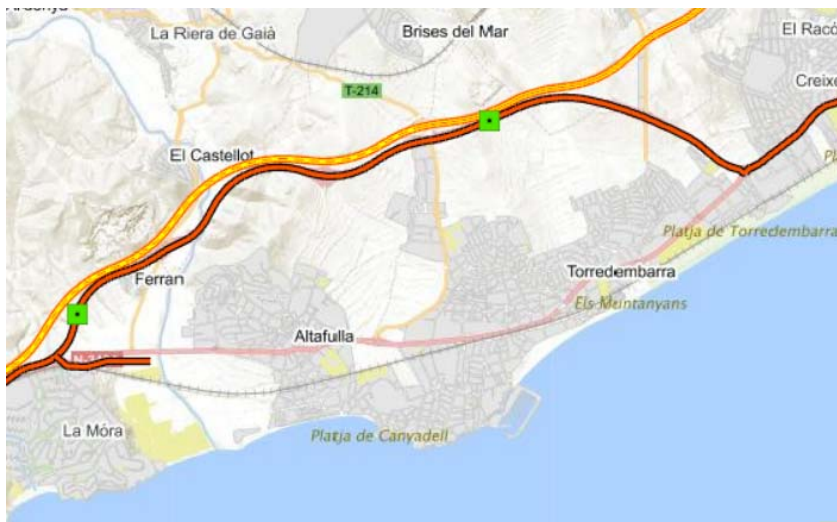 La Riera de Gaià
Brises del Mar
El Racó
Creixe
T-214
El Castellot
Platja de Torredembarra
Torredembarra
Ferran
Els Muntanyans
Altafulla
La Móra
Platja de Canyadell